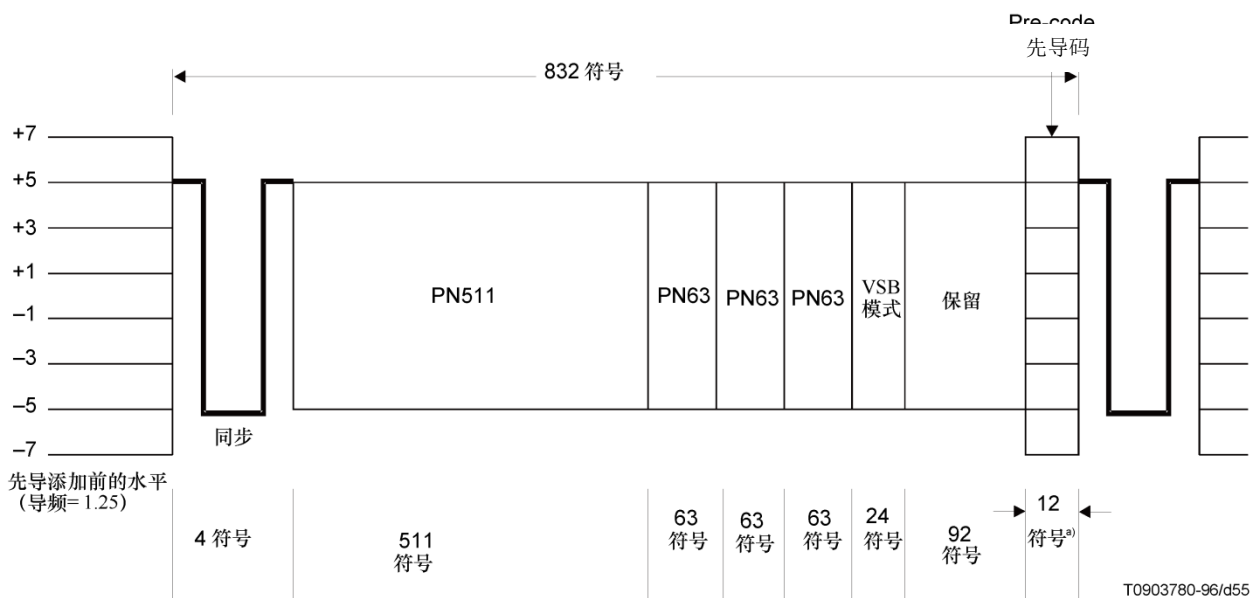 Pre-code
先导码
832 符号
+7
+5
+3
+1
–1
–3
–5
–7
PN511
PN63
PN63
PN63
VSB
模式
保留
同步
先导添加前的水平
（导频= 1.25）
4 符号
511
符号
63
符号
63
符号
63
符号
24
符号
92
符号
12
符号a)
T0903780-96/d55